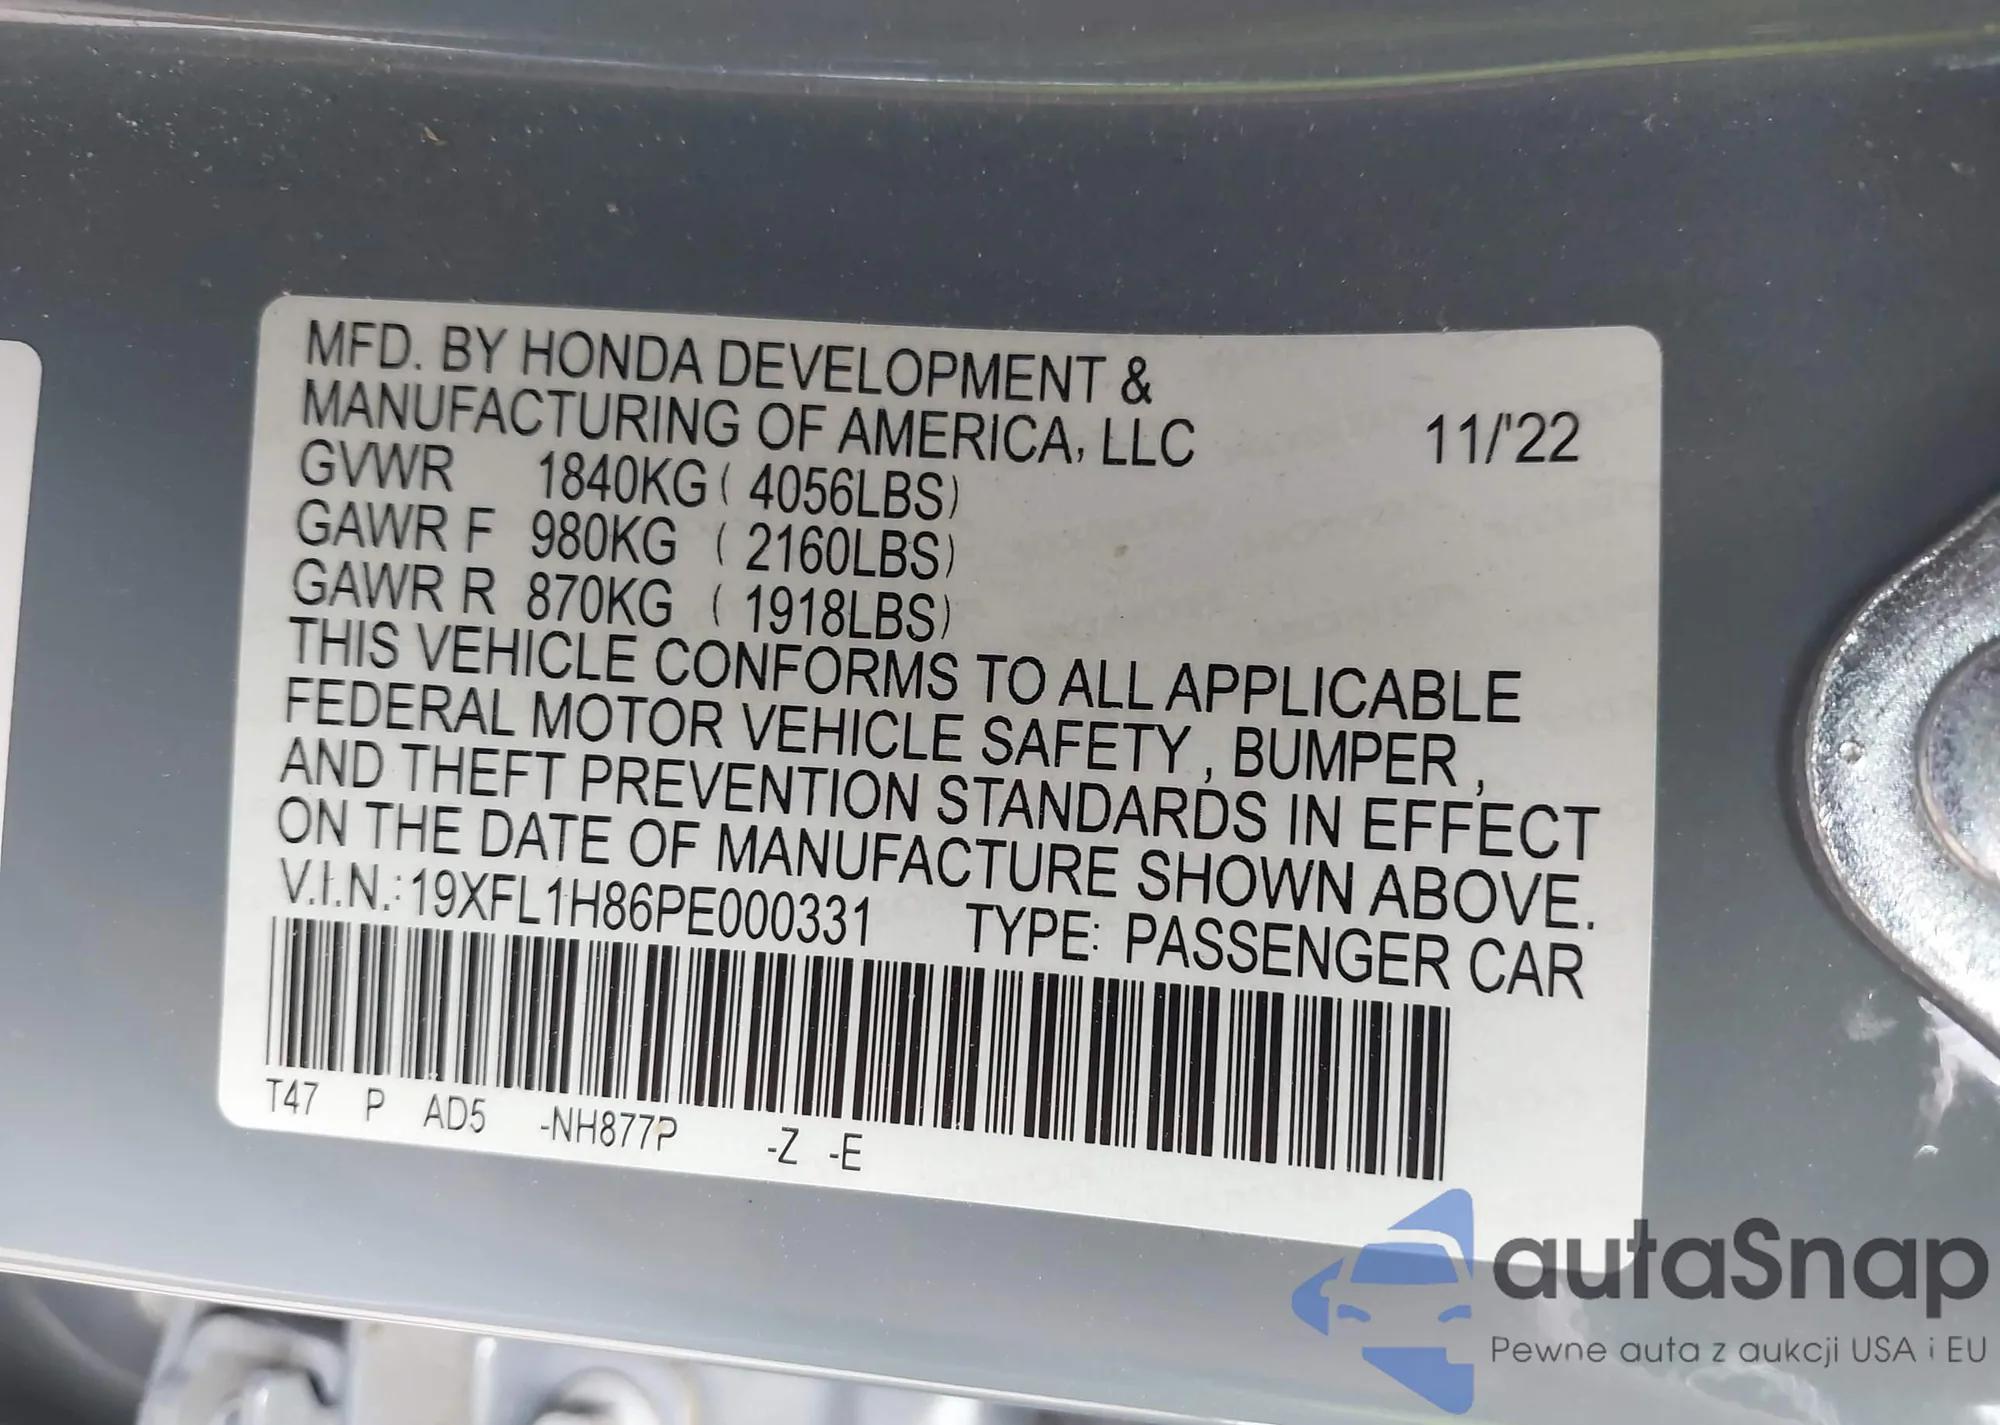 MFD. BY HONDA DEVELOPMENT &
MANUFACTURING OF AMERICA, LLC 11/'22
GVWR 1840KG ( 4056LBS)
GAWR F 980KG ( 2160LBS)
GAWR R 870KG ( 1918LBS)
THIS VEHICLE CONFORMS TO ALL APPLICABLE
FEDERAL MOTOR VEHICLE SAFETY , BUMPER ,
AND THEFT PREVENTION STANDARDS IN EFFECT
ON THE DATE OF MANUFACTURE SHOWN ABOVE.
V.I.N.: 19XFL1H86PE000331 TYPE: PASSENGER CAR
T47 P AD5 -NH877P -Z -E
autaSnap
Pewne auta z aukcji USA i EU